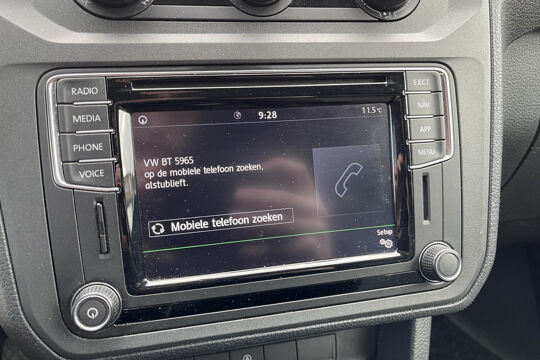 RADIO
MEDIA
PHONE
VOICE
EJECT
NAV
APP
MENU
9:28
11.5°C
VW BT 5965
op de mobiele telefoon zoeken,
alstublieft.
Mobiele telefoon zoeken
Setup